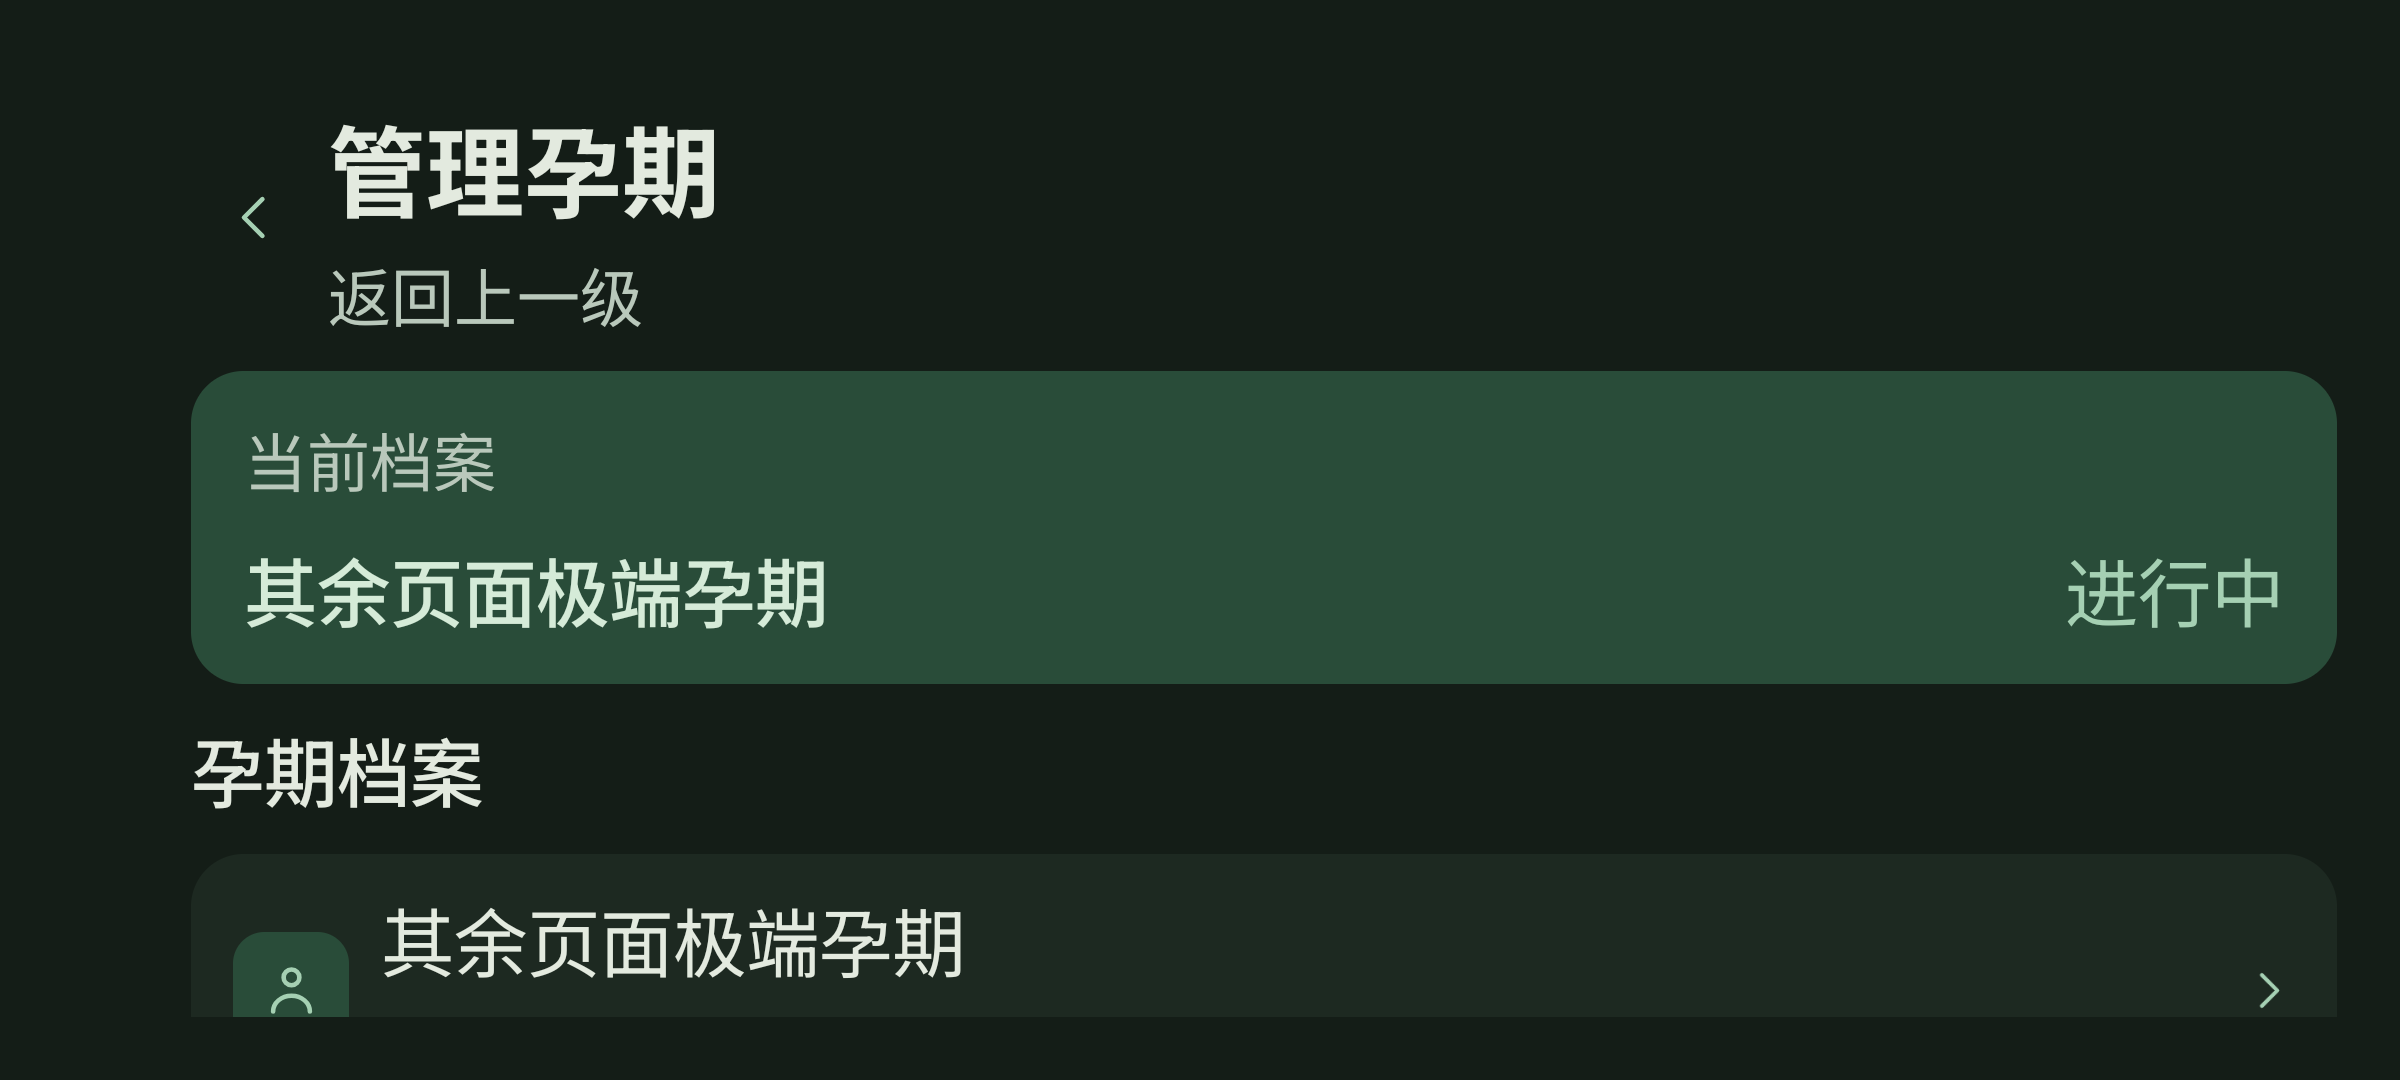 管理孕期
返回上一级
当前档案
其余页面极端孕期
进行中
孕期档案
其余页面极端孕期